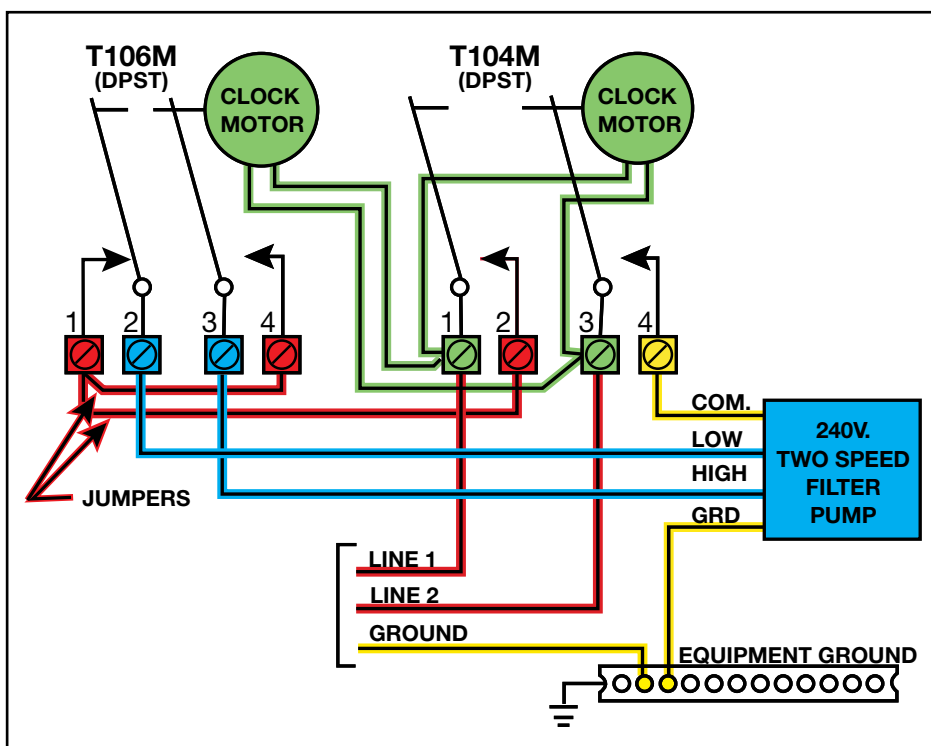 T106M
(DPST)
CLOCK
MOTOR
T104M
(DPST)
CLOCK
MOTOR
1 2 3 4
1 2 3 4
COM.
LOW
HIGH
GRD
240V.
TWO SPEED
FILTER
PUMP
JUMPERS
LINE 1
LINE 2
GROUND
EQUIPMENT GROUND